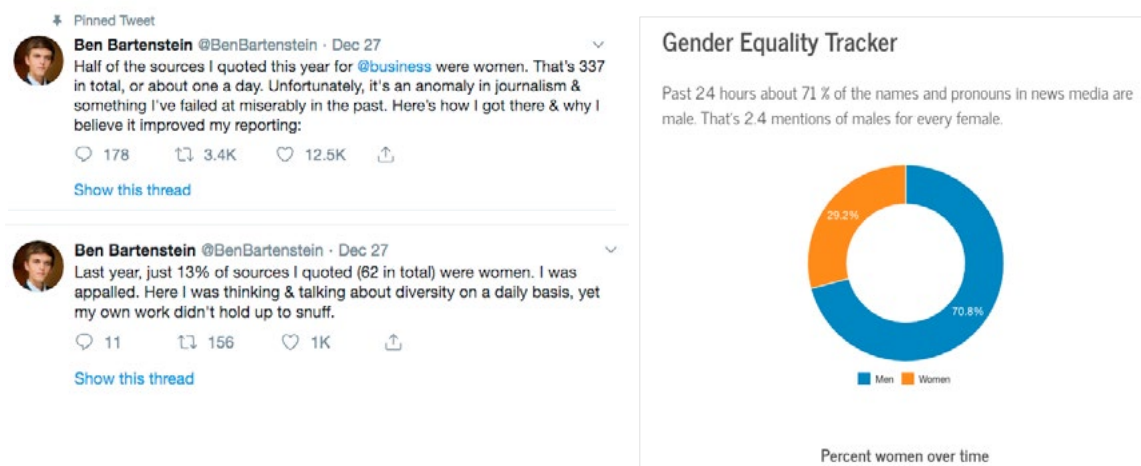 Pinned Tweet
Ben Bartenstein @BenBartenstein · Dec 27
Half of the sources I quoted this year for @business were women. That's 337
in total, or about one a day. Unfortunately, it's an anomaly in journalism &
something I've failed at miserably in the past. Here's how I got there & why I
believe it improved my reporting:
178 3.4K 12.5K
Show this thread
Ben Bartenstein @BenBartenstein · Dec 27
Last year, just 13% of sources I quoted (62 in total) were women. I was
appalled. Here I was thinking & talking about diversity on a daily basis, yet
my own work didn't hold up to snuff.
11 156 1K
Show this thread
Gender Equality Tracker
Past 24 hours about 71 % of the names and pronouns in news media are
male. That's 2.4 mentions of males for every female.
29.2%
70.8%
Men Women
Percent women over time